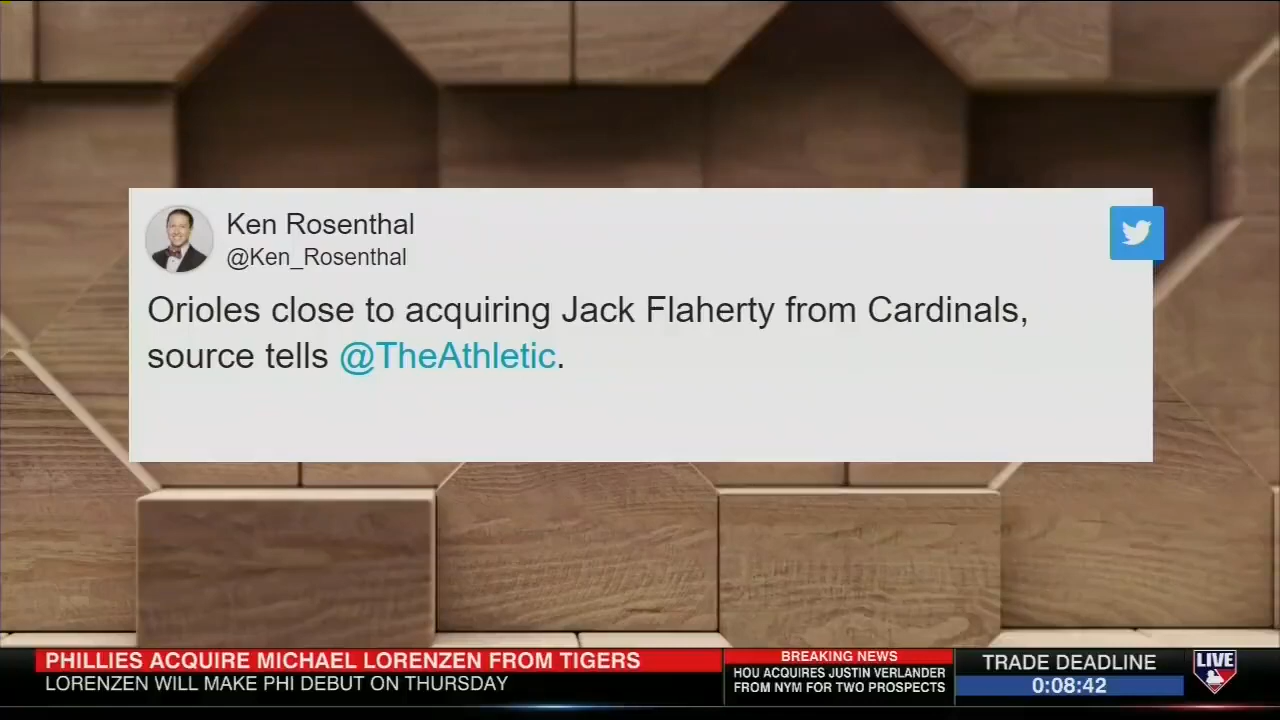 Ken Rosenthal
@Ken_Rosenthal
Orioles close to acquiring Jack Flaherty from Cardinals,
source tells @TheAthletic.
PHILLIES ACQUIRE MICHAEL LORENZEN FROM TIGERS
LORENZEN WILL MAKE PHI DEBUT ON THURSDAY
BREAKING NEWS
HOU ACQUIRES JUSTIN VERLANDER
FROM NYM FOR TWO PROSPECTS
TRADE DEADLINE
0:08:42
LIVE